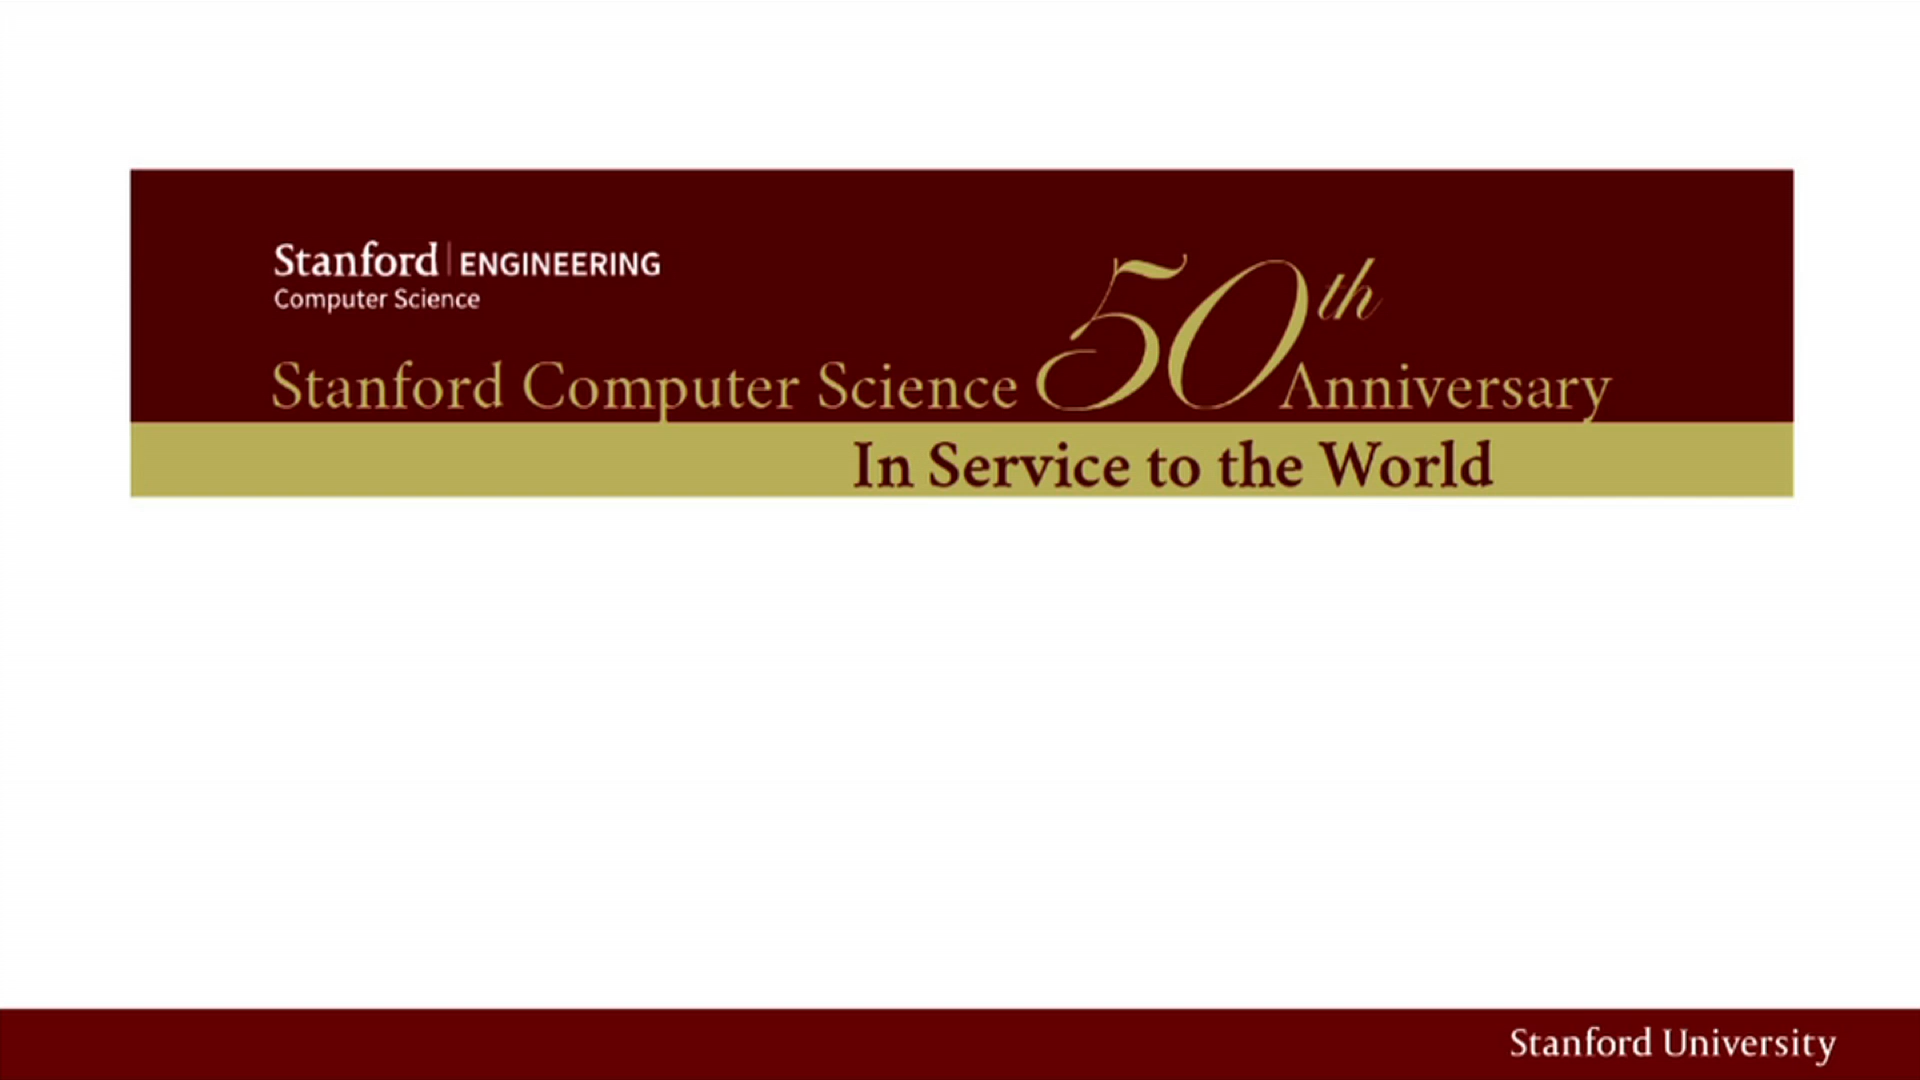 Stanford | ENGINEERING
Computer Science
Stanford Computer Science 50th Anniversary
In Service to the World
Stanford University